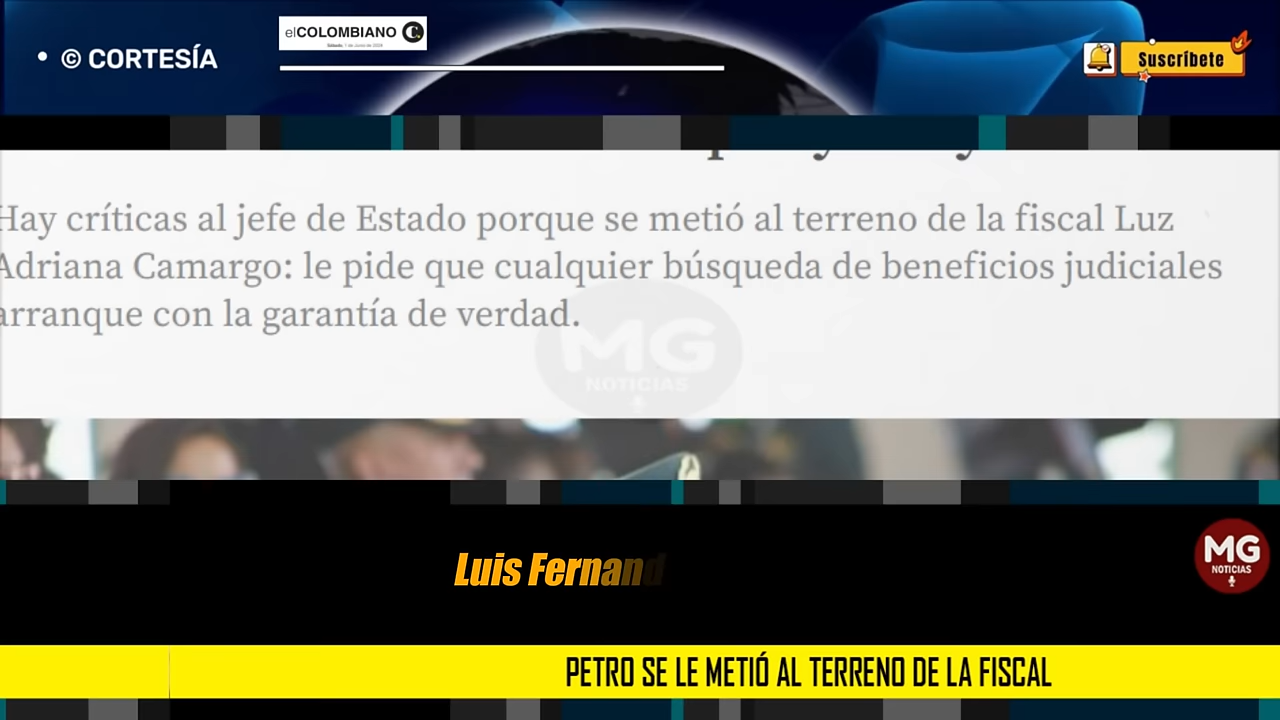 elCOLOMBIANO
© CORTESÍA
Suscríbete
Hay críticas al jefe de Estado porque se metió al terreno de la fiscal Luz
Adriana Camargo: le pide que cualquier búsqueda de beneficios judiciales
arranque con la garantía de verdad.
MG
NOTICIAS
Luis Fernand
MG
NOTICIAS
PETRO SE LE METIÓ AL TERRENO DE LA FISCAL